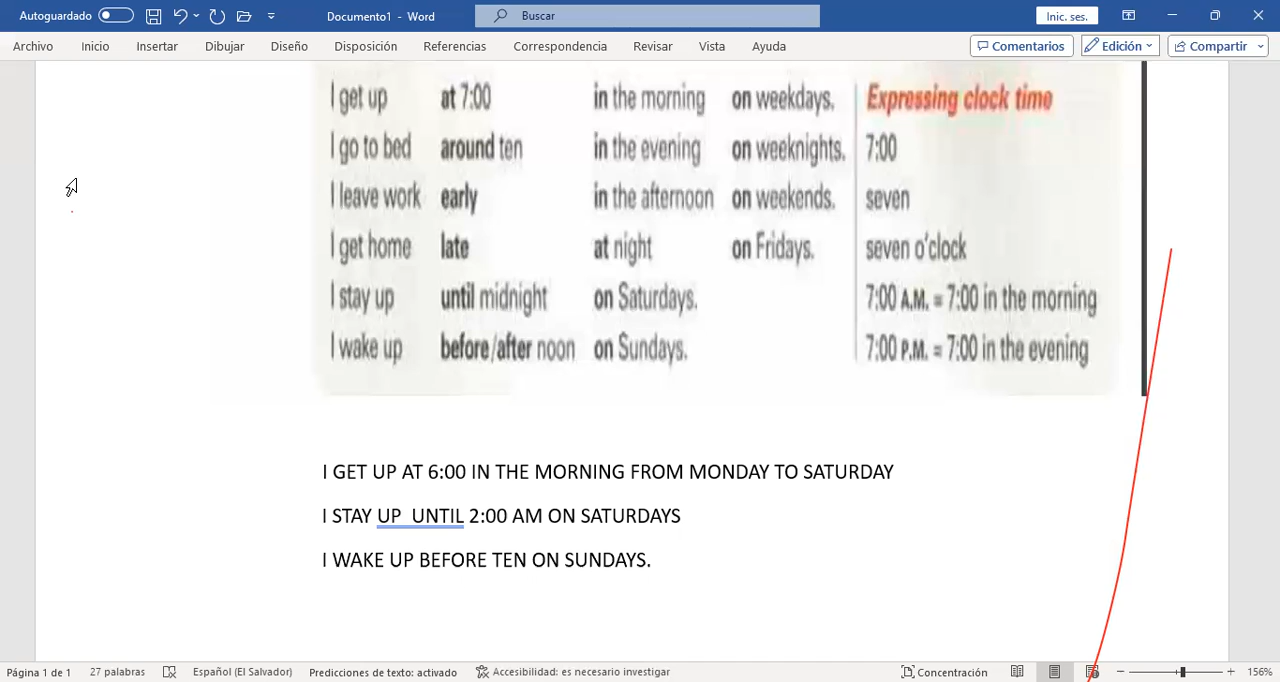 Autoguardado Documento1 - Word Buscar Inic. ses.
Archivo Inicio Insertar Dibujar Diseño Disposición Referencias Correspondencia Revisar Vista Ayuda Comentarios Edición Compartir
I get up at 7:00 in the morning on weekdays. Expressing clock time
I go to bed around ten in the evening on weeknights. 7:00
I leave work early in the afternoon on weekends. seven
I get home late at night on Fridays. seven o'clock
I stay up until midnight on Saturdays. 7:00 A.M. = 7:00 in the morning
I wake up before/after noon on Sundays. 7:00 P.M. = 7:00 in the evening
I GET UP AT 6:00 IN THE MORNING FROM MONDAY TO SATURDAY
I STAY UP UNTIL 2:00 AM ON SATURDAYS
I WAKE UP BEFORE TEN ON SUNDAYS.
Página 1 de 1 27 palabras Español (El Salvador) Predicciones de texto: activado Accesibilidad: es necesario investigar Concentración 156%